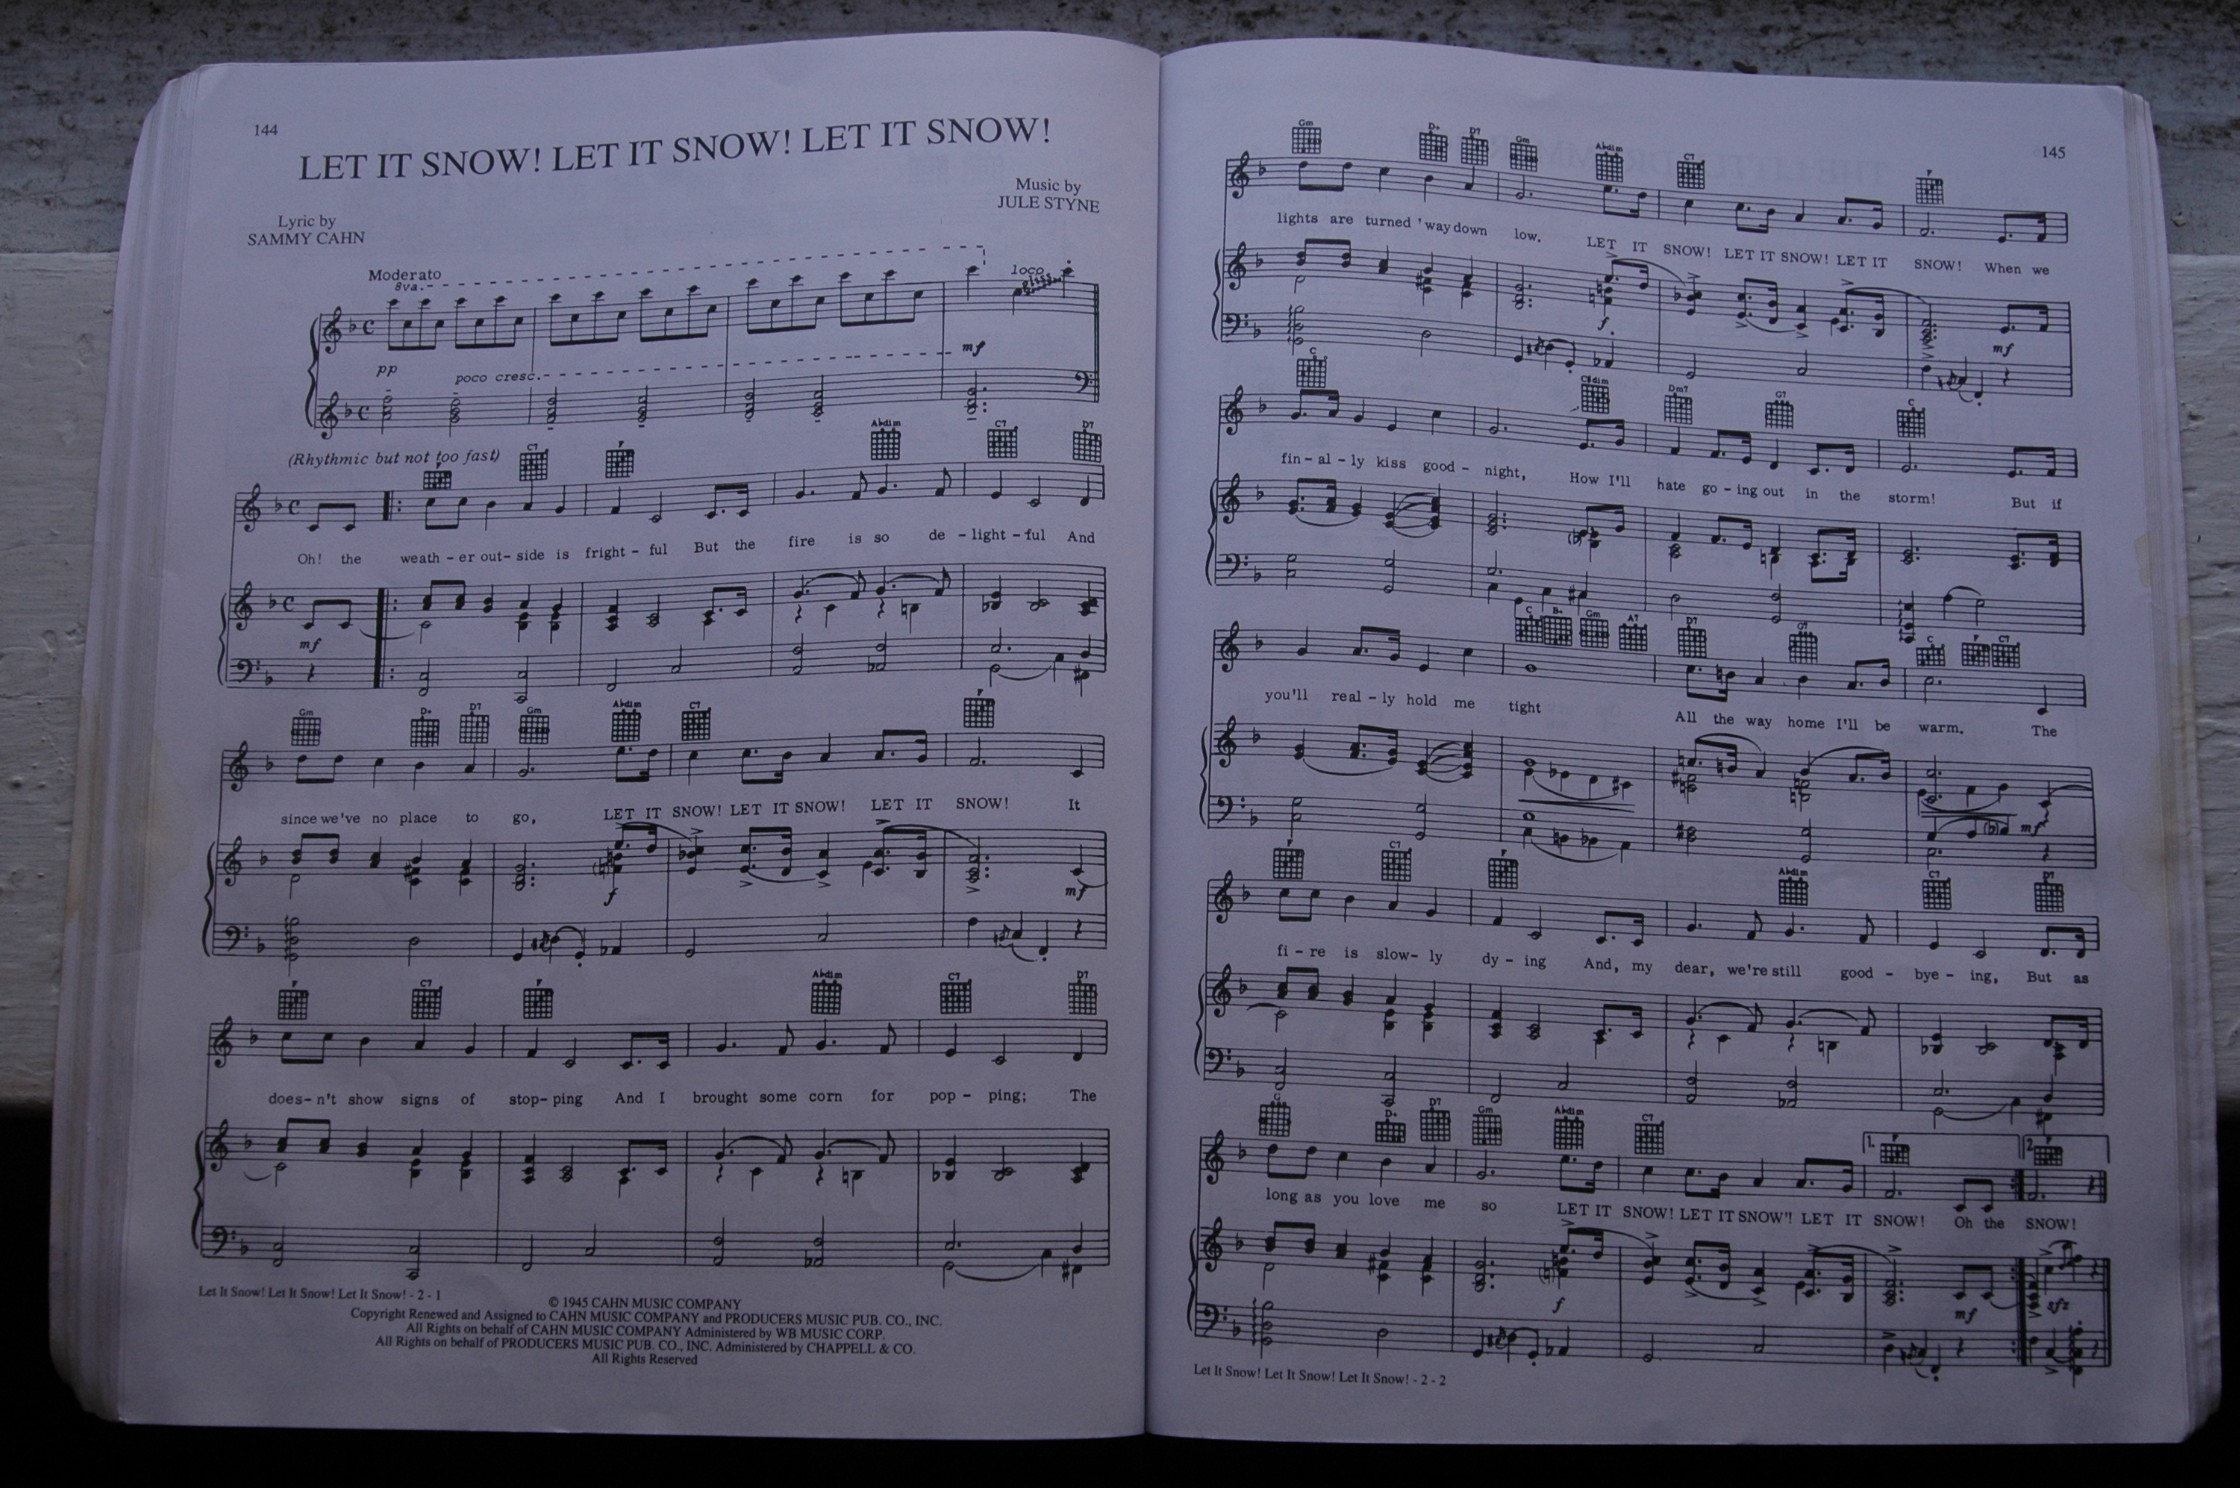 144
LET IT SNOW! LET IT SNOW! LET IT SNOW!
Lyric by
SAMMY CAHN
Music by
JULE STYNE
Moderato
8va.
loco
gliss.
pp
poco cresc.
mf
(Rhythmic but not too fast)
F C7 F Abdim C7 D7
Oh! the weath-er out-side is fright-ful But the fire is so de-light-ful And
mf
Gm D+ D7 Gm Abdim C7 F
since we've no place to go, LET IT SNOW! LET IT SNOW! LET IT SNOW! It
f mf
F C7 F Abdim C7 D7
does-n't show signs of stop-ping And I brought some corn for pop-ping; The
Let It Snow! Let It Snow! Let It Snow! - 2 - 1
© 1945 CAHN MUSIC COMPANY
Copyright Renewed and Assigned to CAHN MUSIC COMPANY and PRODUCERS MUSIC PUB. CO., INC.
All Rights on behalf of CAHN MUSIC COMPANY Administered by WB MUSIC CORP.
All Rights on behalf of PRODUCERS MUSIC PUB. CO., INC. Administered by CHAPPELL & CO.
All Rights Reserved
145
Gm D+ D7 Gm Abdim C7 F
lights are turned 'way down low. LET IT SNOW! LET IT SNOW! LET IT SNOW! When we
f mf
C C#dim Dm7 G7 C
fin-al-ly kiss good-night, How I'll hate go-ing out in the storm! But if
C B+ Gm A7 D7 G7 C F C7
you'll real-ly hold me tight All the way home I'll be warm. The
mf
F C7 F Abdim C7 D7
fi-re is slow-ly dy-ing And, my dear, we're still good-bye-ing, But as
G D+ D7 Gm Abdim C7 1. F 2. F
long as you love me so LET IT SNOW! LET IT SNOW"! LET IT SNOW! Oh the SNOW!
f mf sfz
Let It Snow! Let It Snow! Let It Snow! - 2 - 2